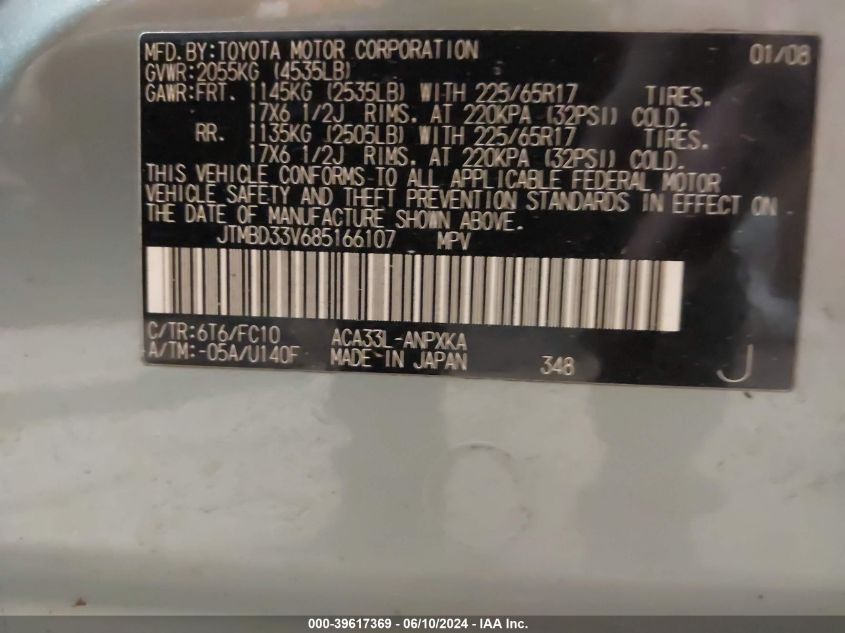 MFD.BY:TOYOTA MOTOR CORPORATION 01/08
GVWR:2055KG (4535LB)
GAWR:FRT. 1145KG (2535LB) WITH 225/65R17 TIRES.
17X6 1/2J RIMS. AT 220KPA (32PSI) COLD.
RR. 1135KG (2505LB) WITH 225/65R17 TIRES.
17X6 1/2J RIMS. AT 220KPA (32PSI) COLD.
THIS VEHICLE CONFORMS TO ALL APPLICABLE FEDERAL MOTOR
VEHICLE SAFETY AND THEFT PREVENTION STANDARDS IN EFFECT ON
THE DATE OF MANUFACTURE SHOWN ABOVE.
JTMBD33V685166107 MPV
C/TR:6T6/FC10 ACA33L-ANPXKA
A/TM:-05A/U140F MADE IN JAPAN 348 J
000-39617369 - 06/10/2024 - IAA Inc.